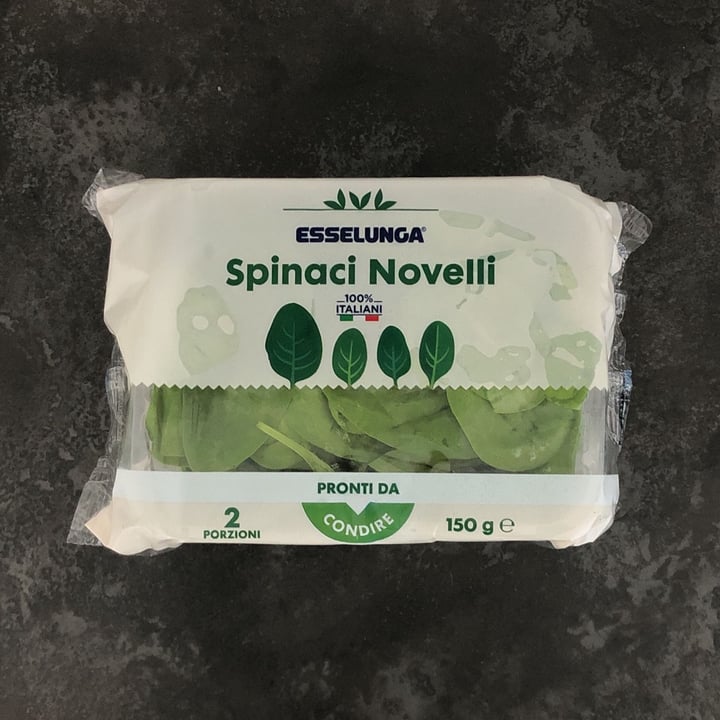 ESSELUNGA®
Spinaci Novelli
100%
ITALIANI
PRONTI DA
CONDIRE
2
PORZIONI
150 g ℮